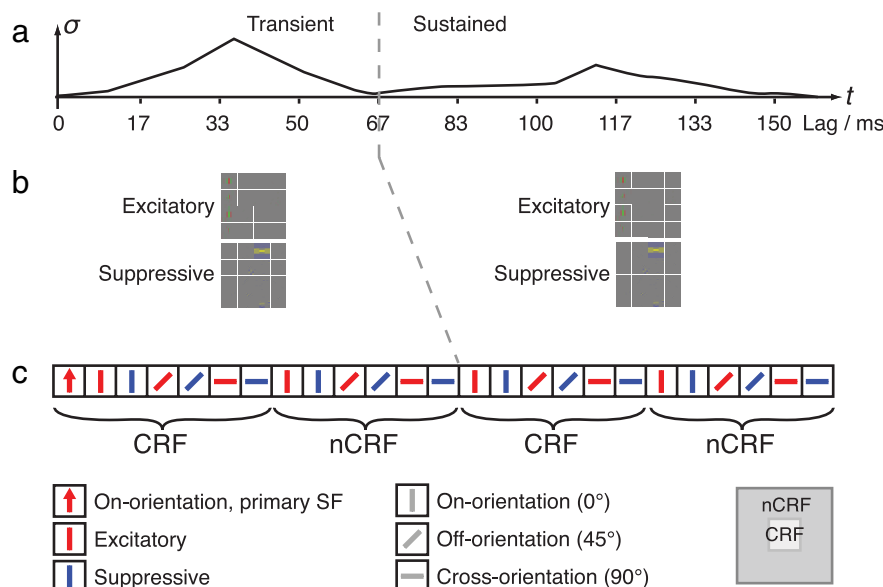 a
σ
Transient
Sustained
t
0 17 33 50 67 83 100 117 133 150 Lag / ms
b
Excitatory
Suppressive
Excitatory
Suppressive
c
CRF nCRF CRF nCRF
On-orientation, primary SF
Excitatory
Suppressive
On-orientation (0°)
Off-orientation (45°)
Cross-orientation (90°)
nCRF
CRF